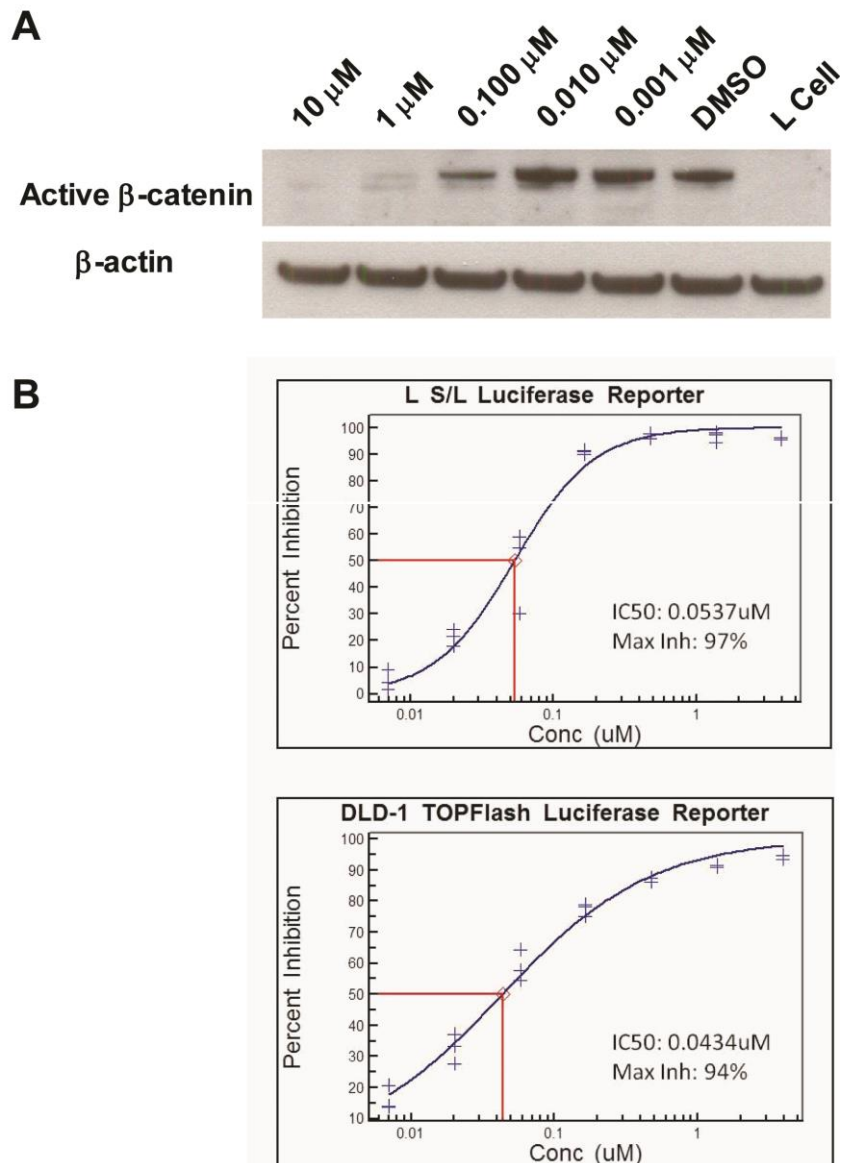 A
10 μM 1 μM 0.100 μM 0.010 μM 0.001 μM DMSO L Cell
Active β-catenin
β-actin
B
L S/L Luciferase Reporter
Percent Inhibition
100
90
80
70
60
50
40
30
20
10
0
IC50: 0.0537uM
Max Inh: 97%
0.01 0.1 1
Conc (uM)
DLD-1 TOPFlash Luciferase Reporter
Percent Inhibition
100
90
80
70
60
50
40
30
20
10
IC50: 0.0434uM
Max Inh: 94%
0.01 0.1 1
Conc (uM)